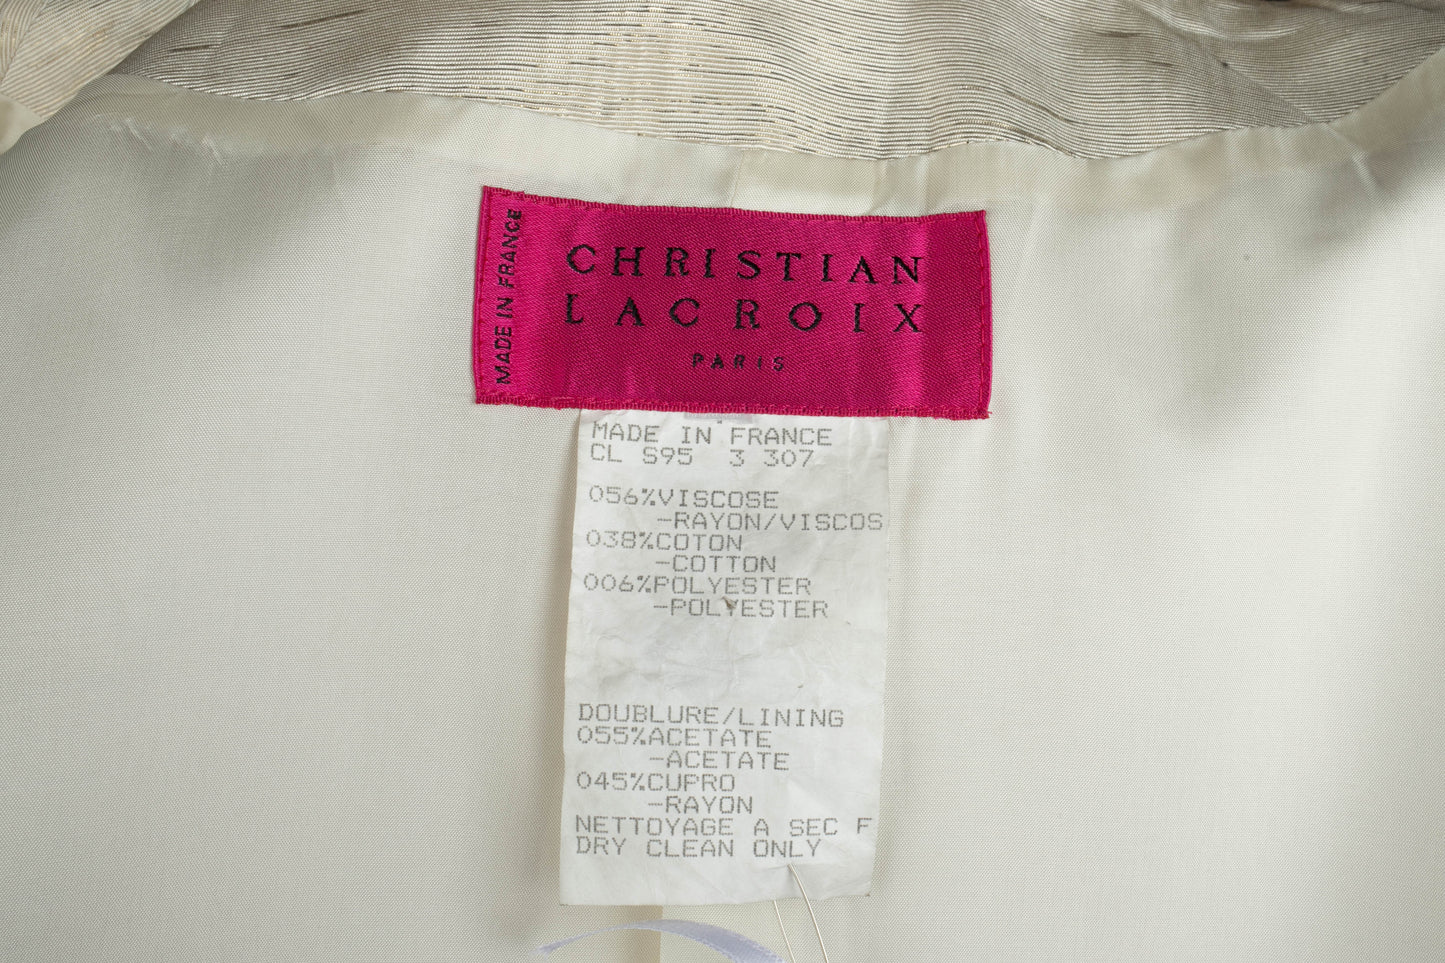 MADE IN FRANCE
CHRISTIAN
LACROIX
PARIS
MADE IN FRANCE
CL S95 3 307
056%VISCOSE
-RAYON/VISCOS
038%COTON
-COTTON
006%POLYESTER
-POLYESTER
DOUBLURE/LINING
055%ACETATE
-ACETATE
045%CUPRO
-RAYON
NETTOYAGE A SEC F
DRY CLEAN ONLY